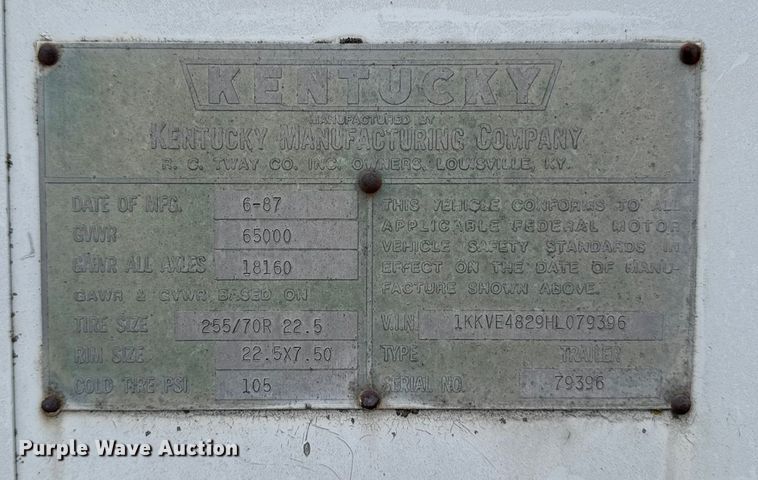 KENTUCKY
MANUFACTURED BY
KENTUCKY MANUFACTURING COMPANY
R. C. TWAY CO. INC. OWNERS, LOUISVILLE, KY.
DATE OF MFG. 6-87
GVWR 65000
GAWR ALL AXLES 18160
GAWR & GVWR BASED ON
TIRE SIZE 255/70R 22.5
RIM SIZE 22.5X7.50
COLD TIRE PSI 105
THIS VEHICLE CONFORMS TO ALL
APPLICABLE FEDERAL MOTOR
VEHICLE SAFETY STANDARDS IN
EFFECT ON THE DATE OF MANU-
FACTURE SHOWN ABOVE.
V.I.N. 1KKVE4829HL079396
TYPE TRAILER
SERIAL NO. 79396
Purple Wave Auction